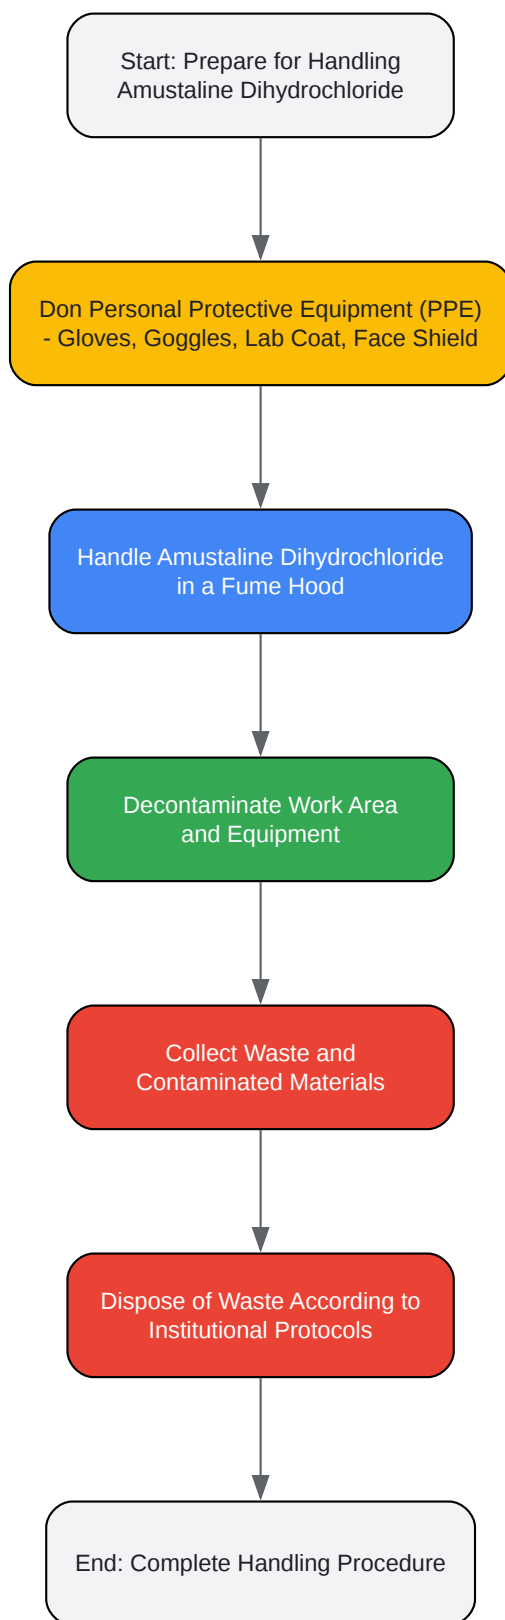 Start: Prepare for Handling
Amustaline Dihydrochloride
Don Personal Protective Equipment (PPE)
- Gloves, Goggles, Lab Coat, Face Shield
Handle Amustaline Dihydrochloride
in a Fume Hood
Decontaminate Work Area
and Equipment
Collect Waste and
Contaminated Materials
Dispose of Waste According to
Institutional Protocols
End: Complete Handling Procedure